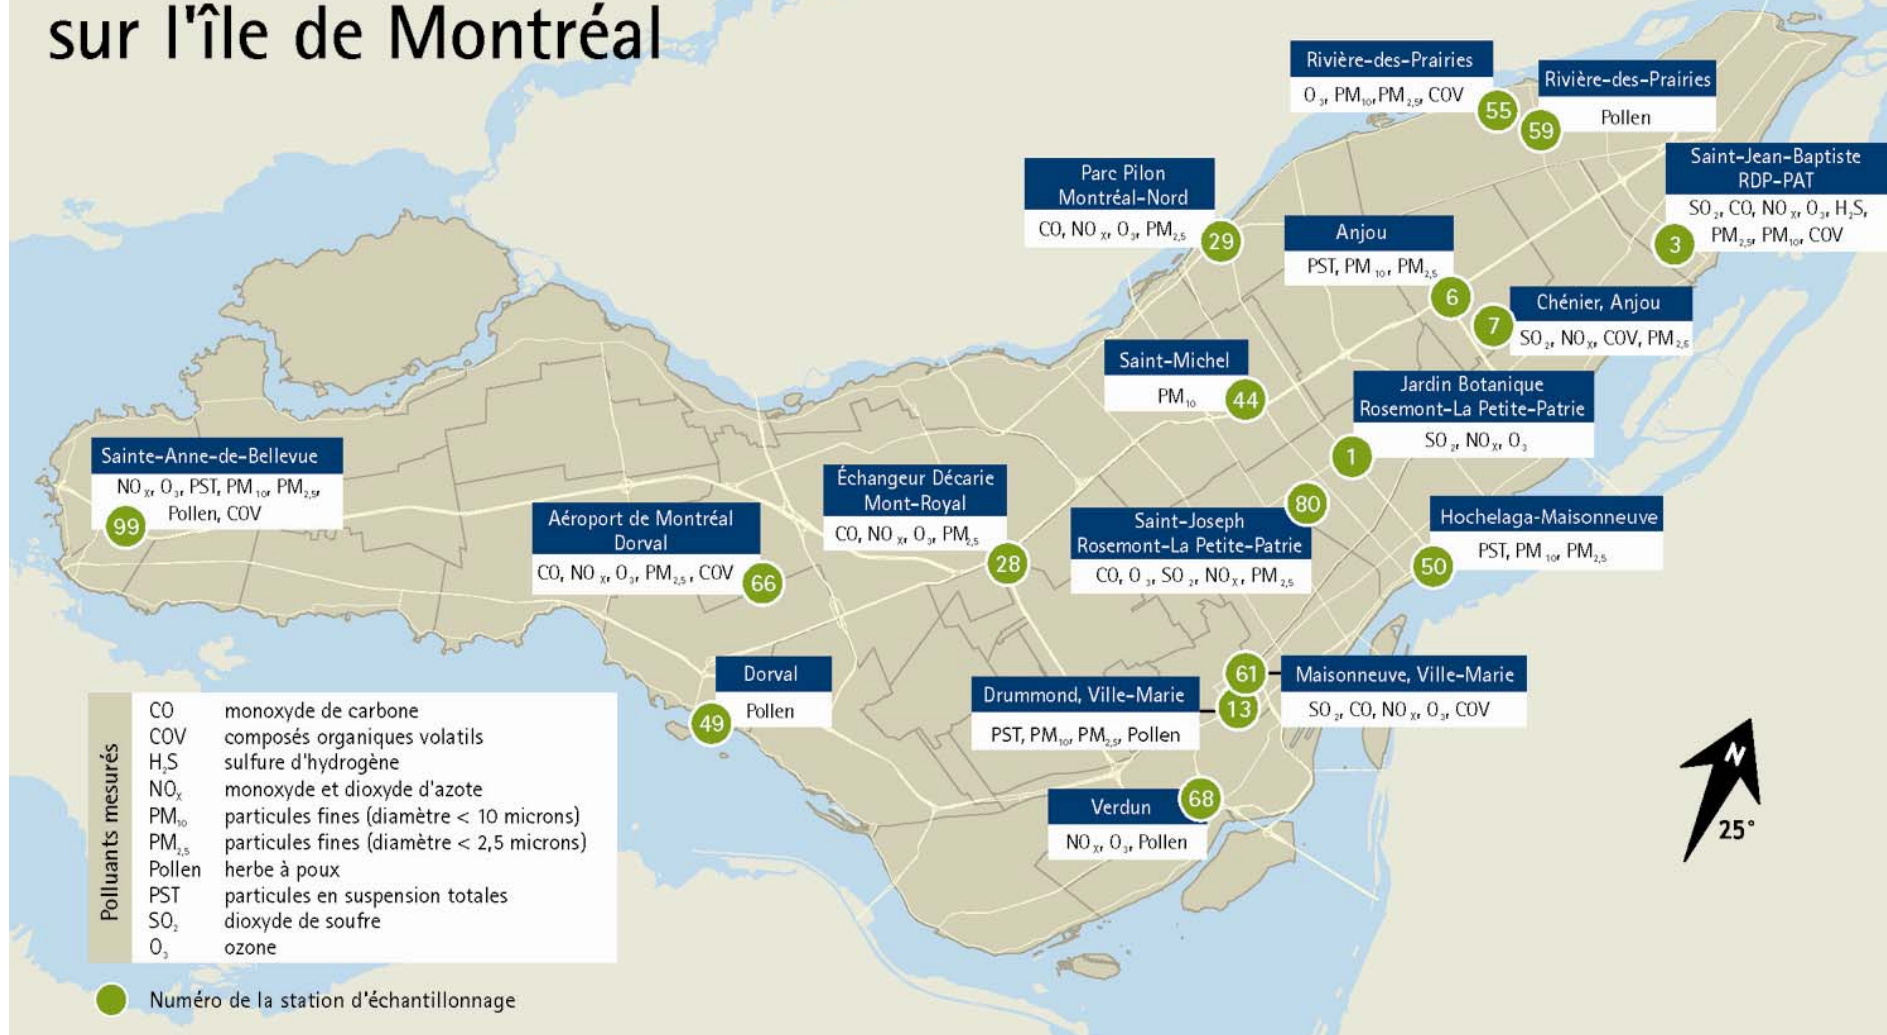 sur l'île de Montréal
Rivière-des-Prairies
O₃, PM₁₀, PM₂,₅, COV
55
Rivière-des-Prairies
Pollen
59
Saint-Jean-Baptiste
RDP-PAT
SO₂, CO, NOₓ, O₃, H₂S,
PM₂,₅, PM₁₀, COV
3
Parc Pilon
Montréal-Nord
CO, NOₓ, O₃, PM₂,₅
29
Anjou
PST, PM₁₀, PM₂,₅
6
Chénier, Anjou
SO₂, NOₓ, COV, PM₂,₅
7
Saint-Michel
PM₁₀
44
Jardin Botanique
Rosemont-La Petite-Patrie
SO₂, NOₓ, O₃
1
Sainte-Anne-de-Bellevue
NOₓ, O₃, PST, PM₁₀, PM₂,₅,
Pollen, COV
99
Aéroport de Montréal
Dorval
CO, NOₓ, O₃, PM₂,₅, COV
66
Échangeur Décarie
Mont-Royal
CO, NOₓ, O₃, PM₂,₅
28
80
Saint-Joseph
Rosemont-La Petite-Patrie
CO, O₃, SO₂, NOₓ, PM₂,₅
Hochelaga-Maisonneuve
PST, PM₁₀, PM₂,₅
50
Dorval
Pollen
49
Drummond, Ville-Marie
PST, PM₁₀, PM₂,₅, Pollen
13
61
Maisonneuve, Ville-Marie
SO₂, CO, NOₓ, O₃, COV
Verdun
NOₓ, O₃, Pollen
68
N
25°
Polluants mesurés
CO monoxyde de carbone
COV composés organiques volatils
H₂S sulfure d'hydrogène
NOₓ monoxyde et dioxyde d'azote
PM₁₀ particules fines (diamètre < 10 microns)
PM₂,₅ particules fines (diamètre < 2,5 microns)
Pollen herbe à poux
PST particules en suspension totales
SO₂ dioxyde de soufre
O₃ ozone
Numéro de la station d'échantillonnage